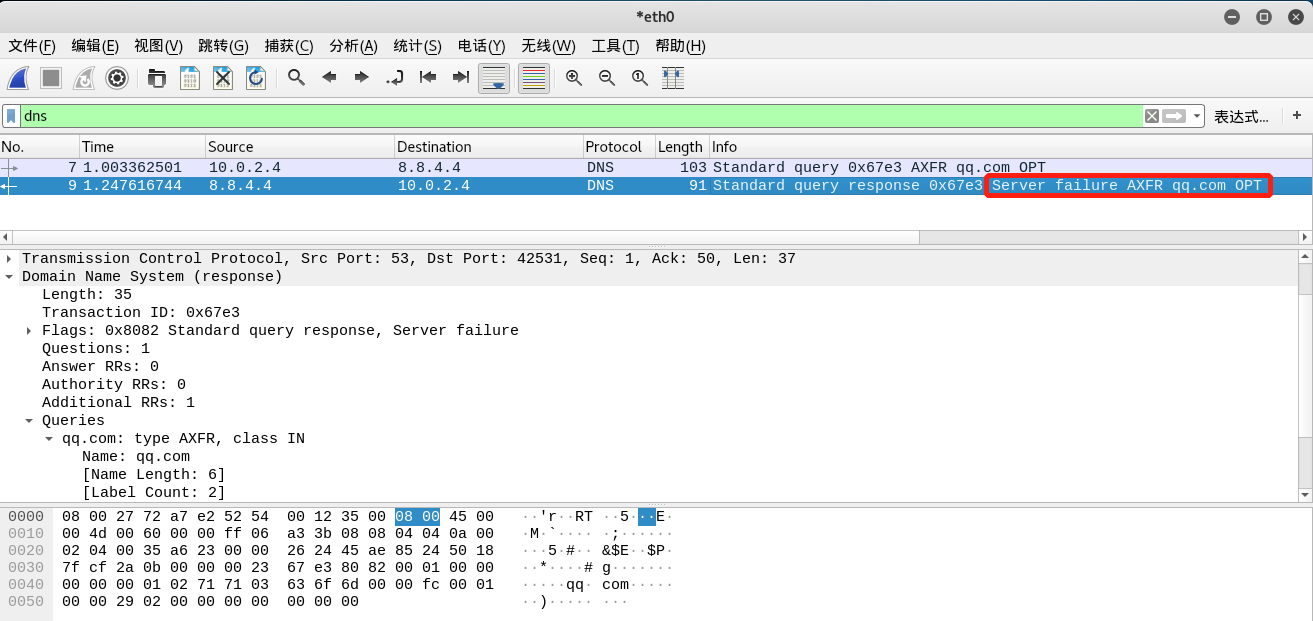 *eth0
文件(F) 编辑(E) 视图(V) 跳转(G) 捕获(C) 分析(A) 统计(S) 电话(Y) 无线(W) 工具(T) 帮助(H)
dns 表达式… +
No. Time Source Destination Protocol Length Info
7 1.003362501 10.0.2.4 8.8.4.4 DNS 103 Standard query 0x67e3 AXFR qq.com OPT
9 1.247616744 8.8.4.4 10.0.2.4 DNS 91 Standard query response 0x67e3 Server failure AXFR qq.com OPT
Transmission Control Protocol, Src Port: 53, Dst Port: 42531, Seq: 1, Ack: 50, Len: 37
Domain Name System (response)
Length: 35
Transaction ID: 0x67e3
Flags: 0x8082 Standard query response, Server failure
Questions: 1
Answer RRs: 0
Authority RRs: 0
Additional RRs: 1
Queries
qq.com: type AXFR, class IN
Name: qq.com
[Name Length: 6]
[Label Count: 2]
0000 08 00 27 72 a7 e2 52 54 00 12 35 00 08 00 45 00 ··'r··RT ··5···E·
0010 00 4d 00 60 00 00 ff 06 a3 3b 08 08 04 04 0a 00 ·M·`···· ·;······
0020 02 04 00 35 a6 23 00 00 26 24 45 ae 85 24 50 18 ···5·#·· &$E··$P·
0030 7f cf 2a 0b 00 00 00 23 67 e3 80 82 00 01 00 00 ··*····# g·······
0040 00 00 00 01 02 71 71 03 63 6f 6d 00 00 fc 00 01 ·····qq· com·····
0050 00 00 29 02 00 00 00 00 00 00 00 ··)····· ···